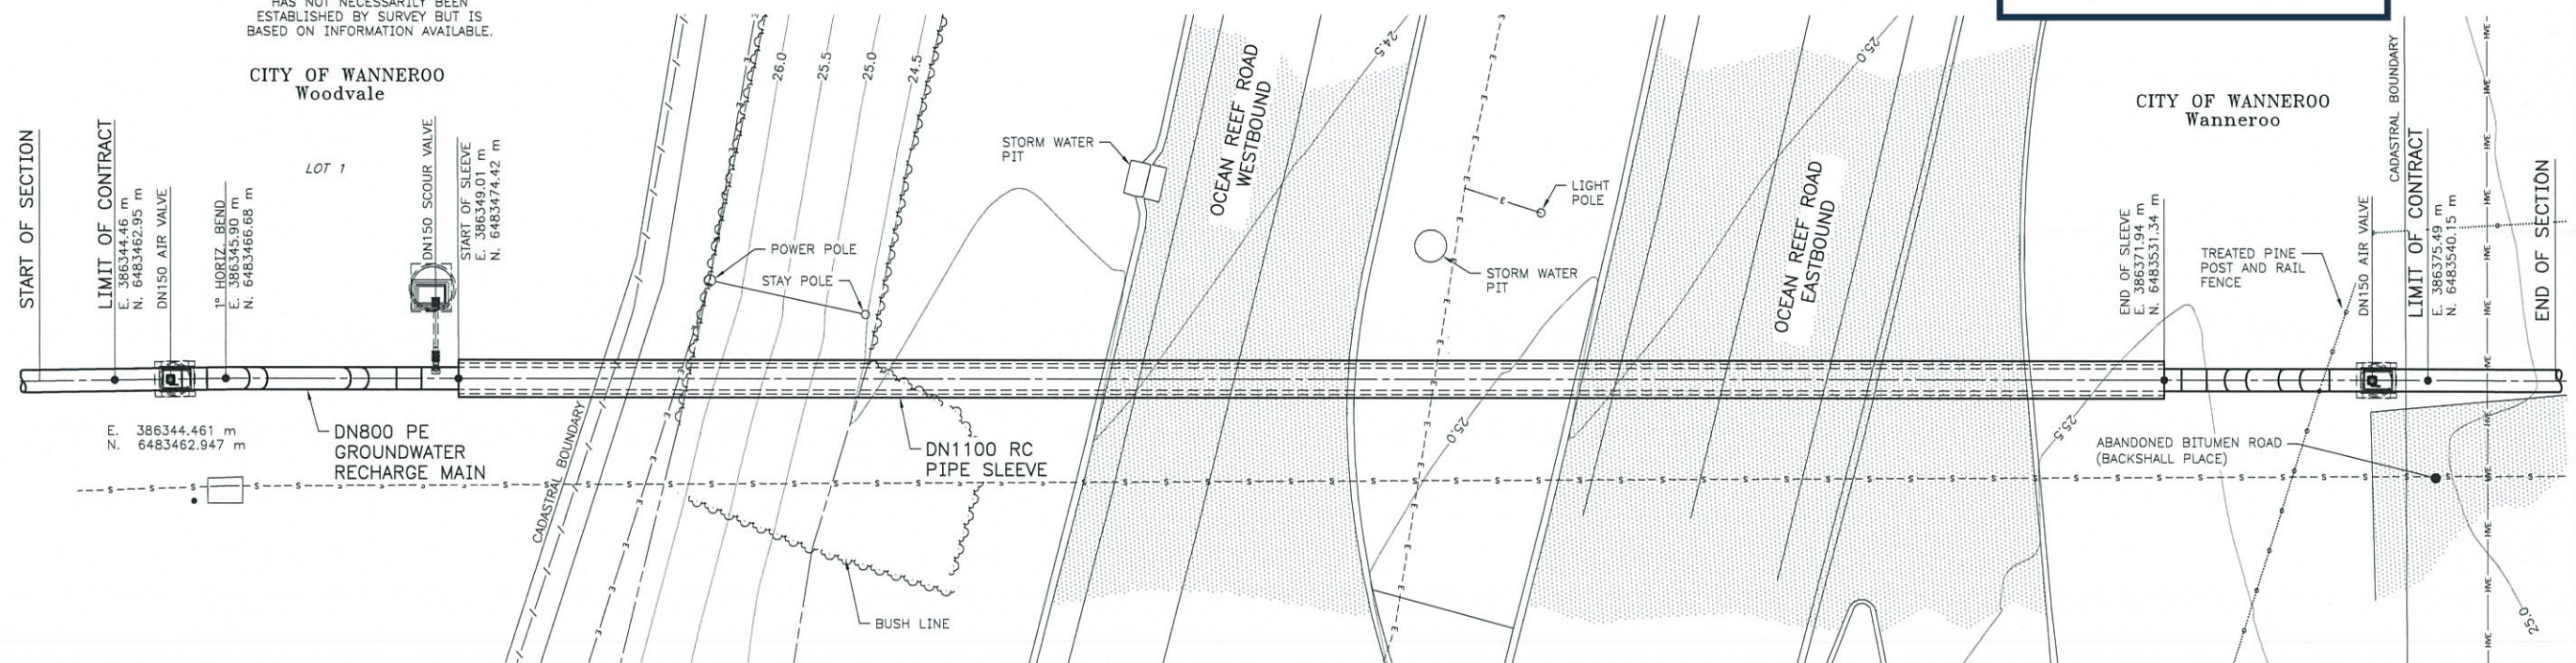 HAS NOT NECESSARILY BEEN
ESTABLISHED BY SURVEY BUT IS
BASED ON INFORMATION AVAILABLE.
CITY OF WANNEROO
Woodvale
LOT 1
START OF SECTION
LIMIT OF CONTRACT
E. 386344.46 m
N. 6483462.95 m
DN150 AIR VALVE
1° HORIZ. BEND
E. 386345.90 m
N. 6483466.68 m
DN150 SCOUR VALVE
START OF SLEEVE
E. 386349.01 m
N. 6483474.42 m
26.0
25.5
25.0
24.5
POWER POLE
STAY POLE
STORM WATER
PIT
OCEAN REEF ROAD
WESTBOUND
24.5
LIGHT
POLE
STORM WATER
PIT
OCEAN REEF ROAD
EASTBOUND
25.0
CITY OF WANNEROO
Wanneroo
END OF SLEEVE
E. 386371.94 m
N. 6483531.34 m
TREATED PINE
POST AND RAIL
FENCE
DN150 AIR VALVE
CADASTRAL BOUNDARY
LIMIT OF CONTRACT
E. 386375.49 m
N. 6483540.15 m
END OF SECTION
E. 386344.461 m
N. 6483462.947 m
DN800 PE
GROUNDWATER
RECHARGE MAIN
CADASTRAL BOUNDARY
DN1100 RC
PIPE SLEEVE
BUSH LINE
25.0
25.5
ABANDONED BITUMEN ROAD
(BACKSHALL PLACE)
25.0